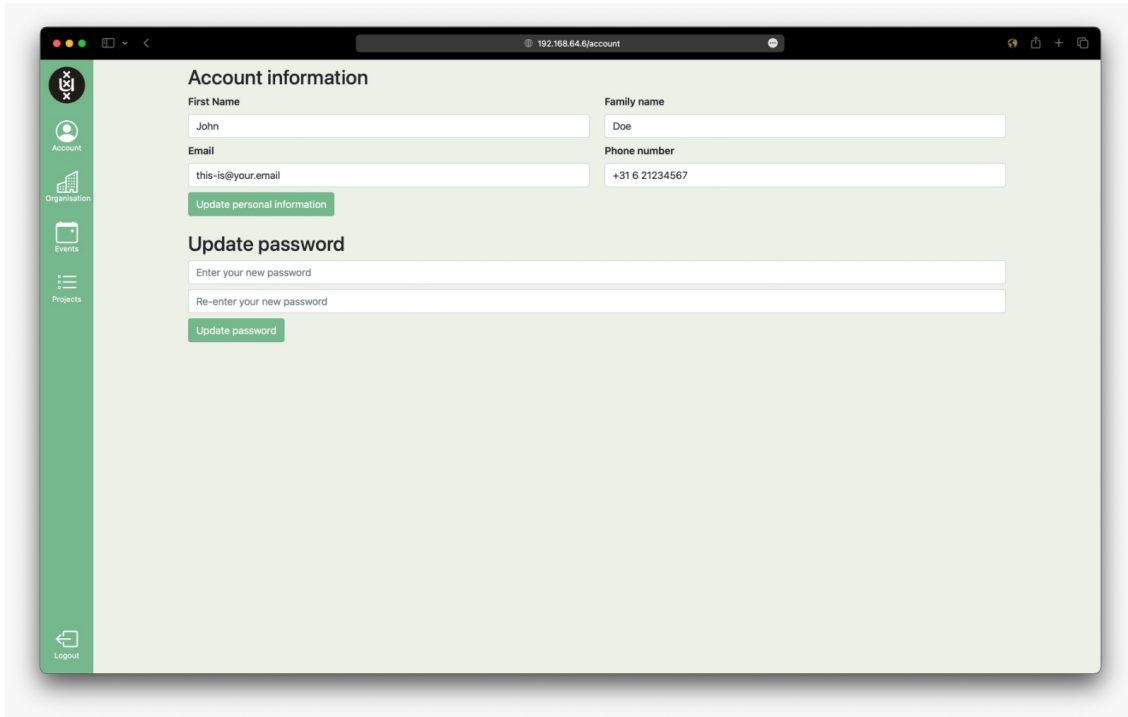 192.168.64.6/account
Account information
First Name
Family name
John
Doe
Email
Phone number
this-is@your.email
+31 6 21234567
Update personal information
Update password
Enter your new password
Re-enter your new password
Update password
Account
Organisation
Events
Projects
Logout